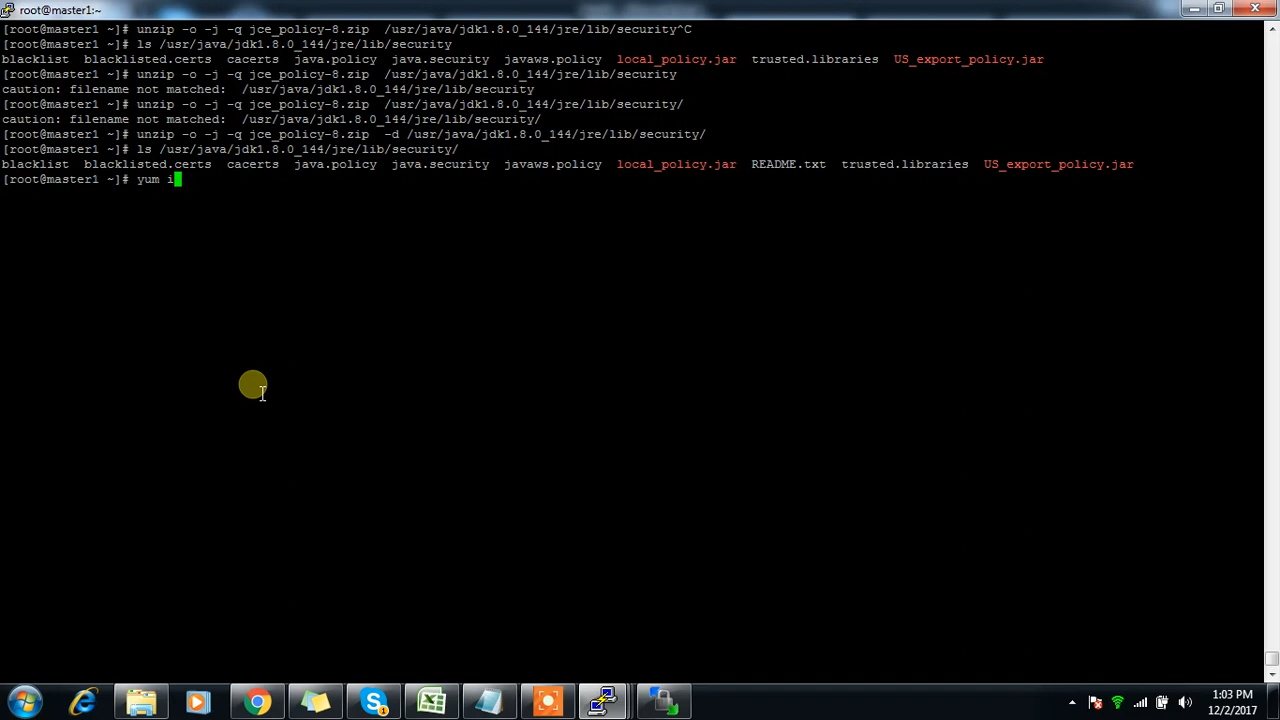 root@master1:~
[root@master1 ~]# unzip -o -j -q jce_policy-8.zip  /usr/java/jdk1.8.0_144/jre/lib/security^C
[root@master1 ~]# ls /usr/java/jdk1.8.0_144/jre/lib/security
blacklist  blacklisted.certs  cacerts  java.policy  java.security  javaws.policy  local_policy.jar  trusted.libraries  US_export_policy.jar
[root@master1 ~]# unzip -o -j -q jce_policy-8.zip  /usr/java/jdk1.8.0_144/jre/lib/security
caution: filename not matched:  /usr/java/jdk1.8.0_144/jre/lib/security
[root@master1 ~]# unzip -o -j -q jce_policy-8.zip  /usr/java/jdk1.8.0_144/jre/lib/security/
caution: filename not matched:  /usr/java/jdk1.8.0_144/jre/lib/security/
[root@master1 ~]# unzip -o -j -q jce_policy-8.zip  -d /usr/java/jdk1.8.0_144/jre/lib/security/
[root@master1 ~]# ls /usr/java/jdk1.8.0_144/jre/lib/security/
blacklist  blacklisted.certs  cacerts  java.policy  java.security  javaws.policy  local_policy.jar  README.txt  trusted.libraries  US_export_policy.jar
[root@master1 ~]# yum i
1:03 PM
12/2/2017